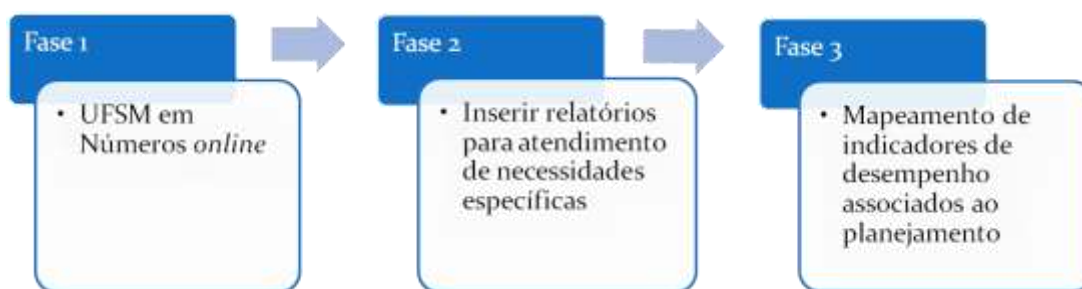 Fase 1
• UFSM em
Números online
Fase 2
• Inserir relatórios
para atendimento
de necessidades
específicas
Fase 3
• Mapeamento de
indicadores de
desempenho
associados ao
planejamento